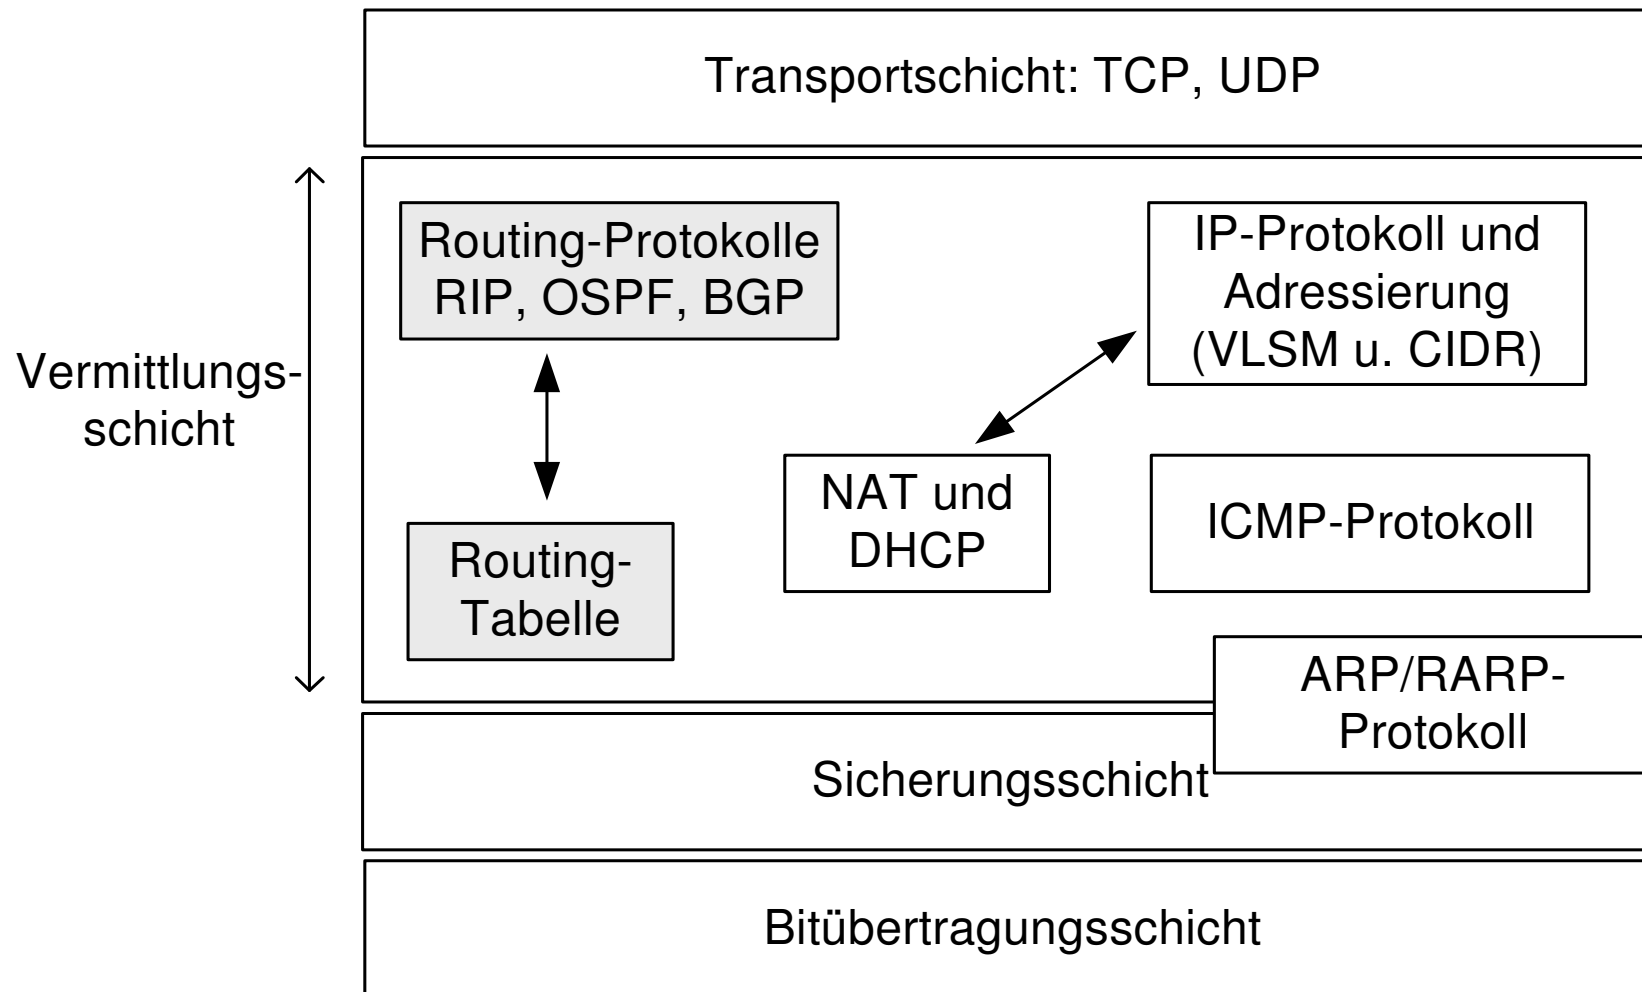 Transportschicht: TCP, UDP
Routing-Protokolle
RIP, OSPF, BGP
IP-Protokoll und
Adressierung
(VLSM u. CIDR)
Vermittlungs-
schicht
NAT und
DHCP
ICMP-Protokoll
Routing-
Tabelle
ARP/RARP-
Protokoll
Sicherungsschicht
Bitübertragungsschicht